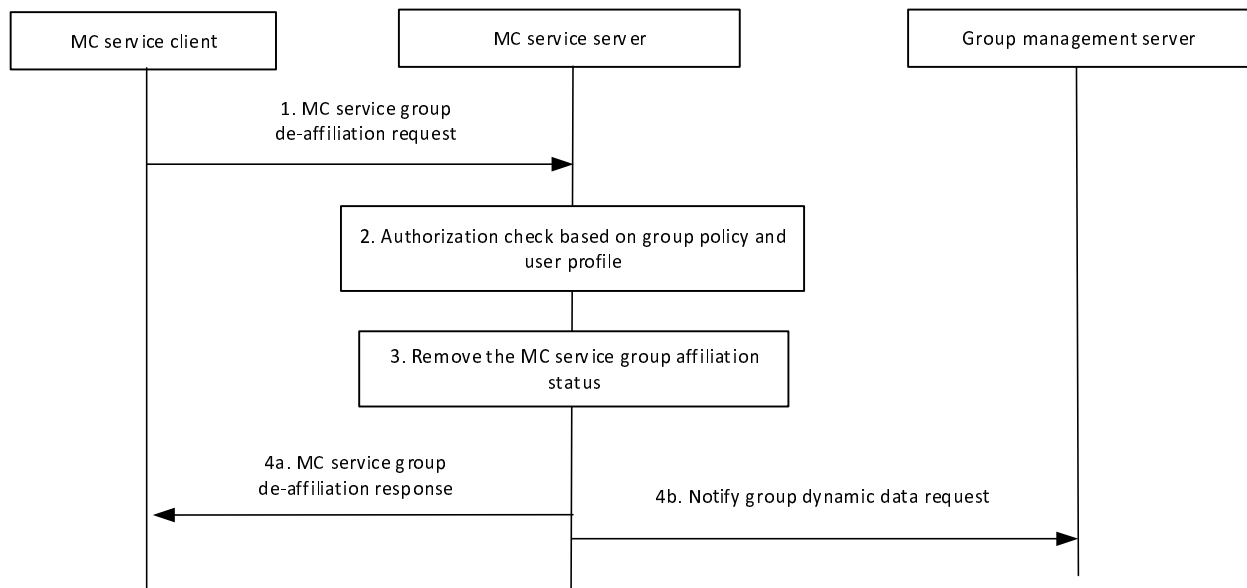 MC service client
MC service server
Group management server
1. MC service group
de-affiliation request
2. Authorization check based on group policy and
user profile
3. Remove the MC service group affiliation
status
4a. MC service group
de-affiliation response
4b. Notify group dynamic data request